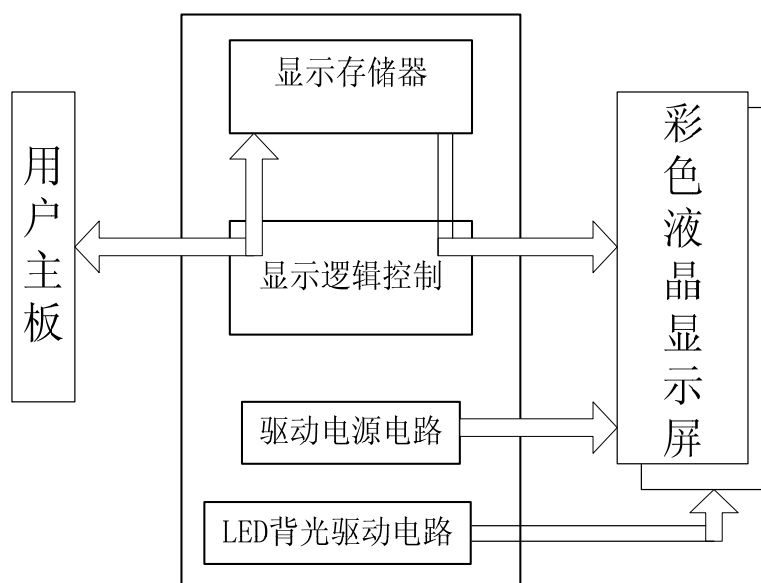 显示存储器
用户主板
显示逻辑控制
彩色液晶显示屏
驱动电源电路
LED背光驱动电路